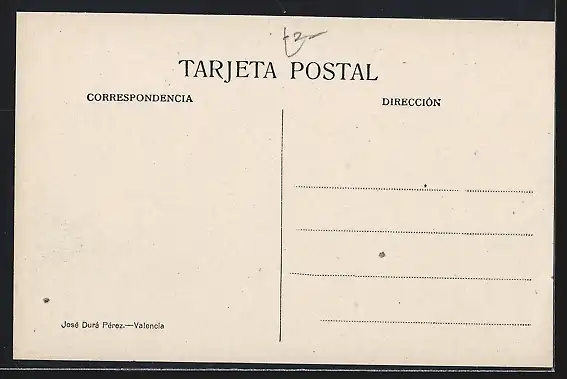 TARJETA POSTAL
CORRESPONDENCIA
DIRECCIÓN
José Durá Pérez.—Valencia